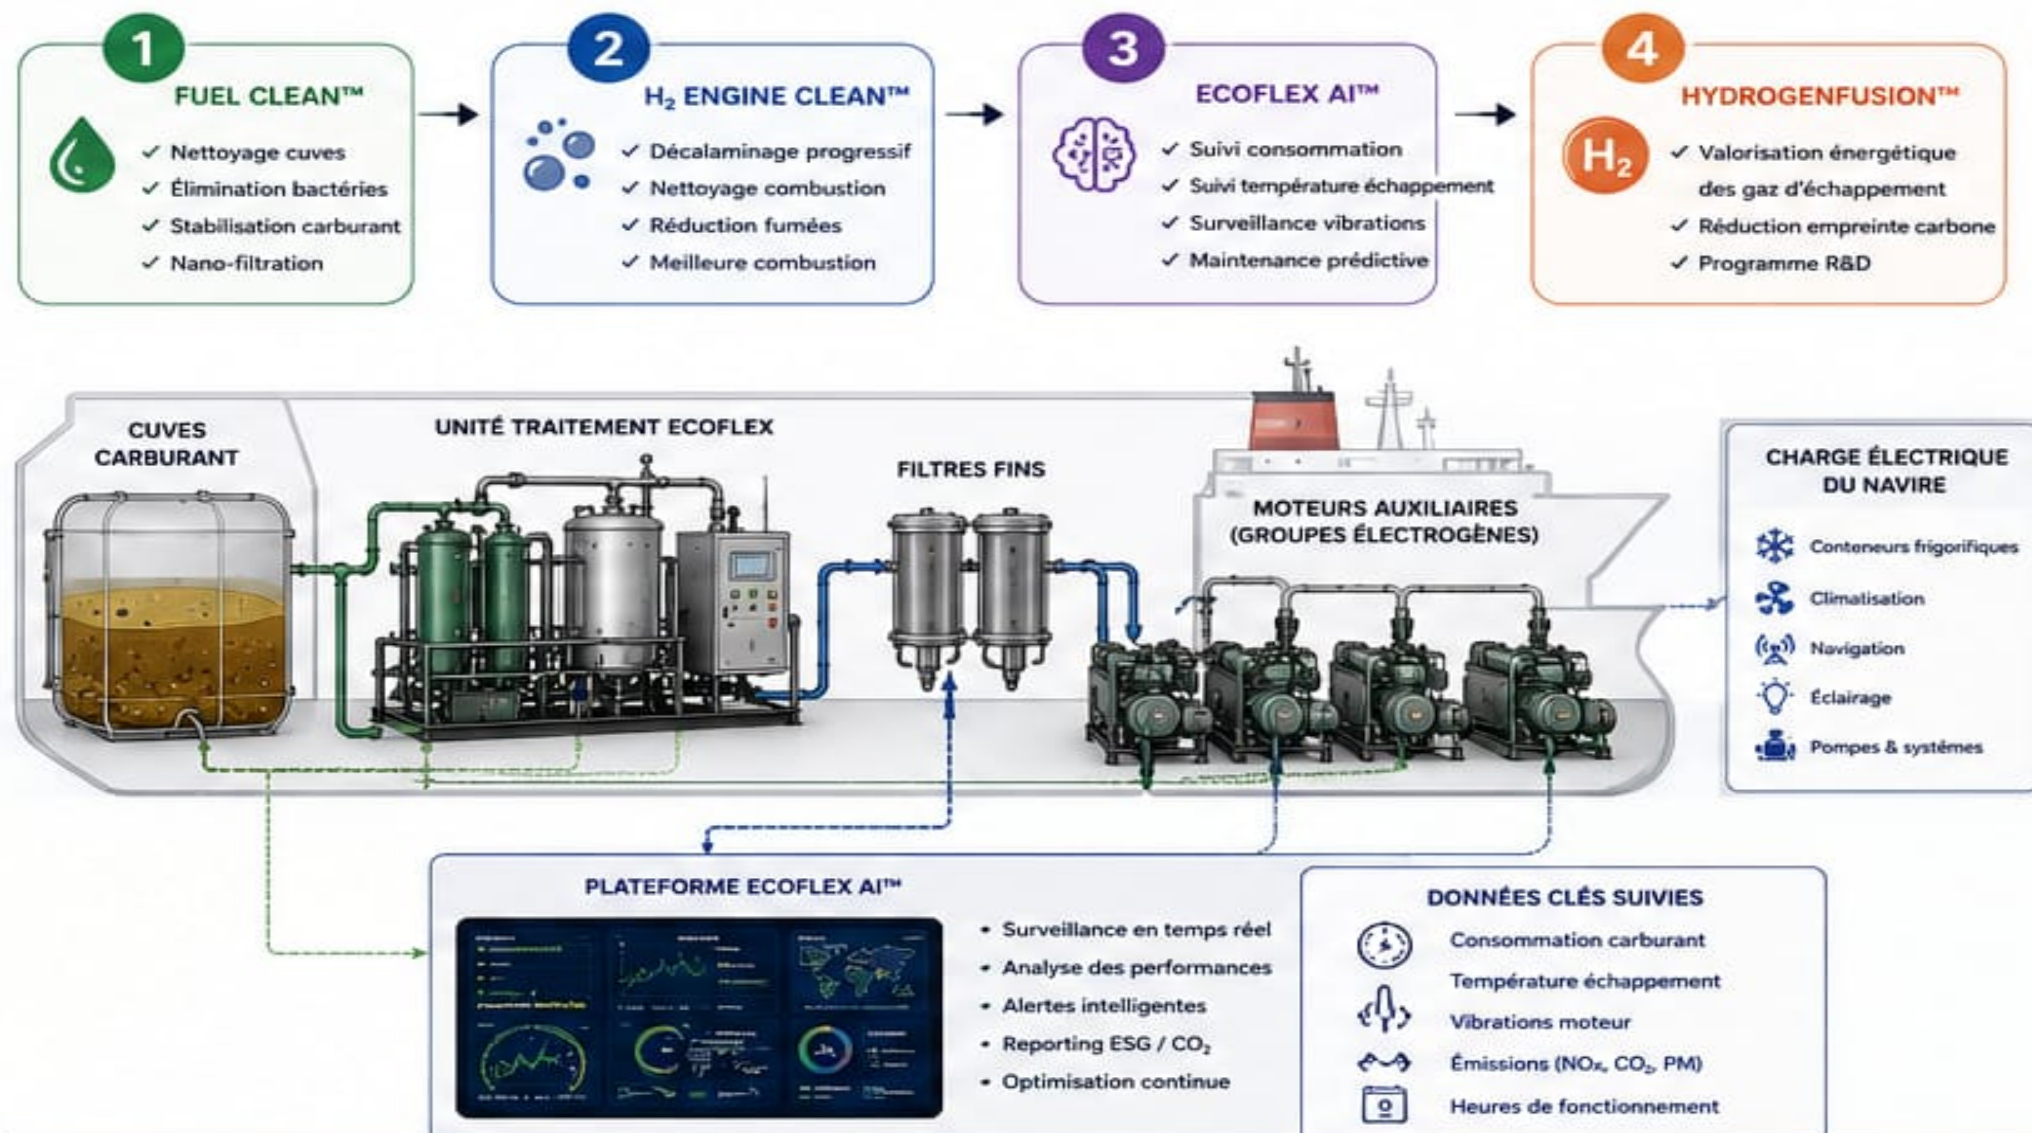 1
FUEL CLEAN™
✓ Nettoyage cuves
✓ Élimination bactéries
✓ Stabilisation carburant
✓ Nano-filtration
2
H₂ ENGINE CLEAN™
✓ Décalaminage progressif
✓ Nettoyage combustion
✓ Réduction fumées
✓ Meilleure combustion
3
ECOFLEX AI™
✓ Suivi consommation
✓ Suivi température échappement
✓ Surveillance vibrations
✓ Maintenance prédictive
4
HYDROGENFUSION™
H₂
✓ Valorisation énergétique
des gaz d'échappement
✓ Réduction empreinte carbone
✓ Programme R&D
CUVES
CARBURANT
UNITÉ TRAITEMENT ECOFLEX
FILTRES FINS
MOTEURS AUXILIAIRES
(GROUPES ÉLECTROGÈNES)
CHARGE ÉLECTRIQUE
DU NAVIRE
Conteneurs frigorifiques
Climatisation
Navigation
Éclairage
Pompes & systèmes
PLATEFORME ECOFLEX AI™
• Surveillance en temps réel
• Analyse des performances
• Alertes intelligentes
• Reporting ESG / CO₂
• Optimisation continue
DONNÉES CLÉS SUIVIES
Consommation carburant
Température échappement
Vibrations moteur
Émissions (NOx, CO₂, PM)
Heures de fonctionnement